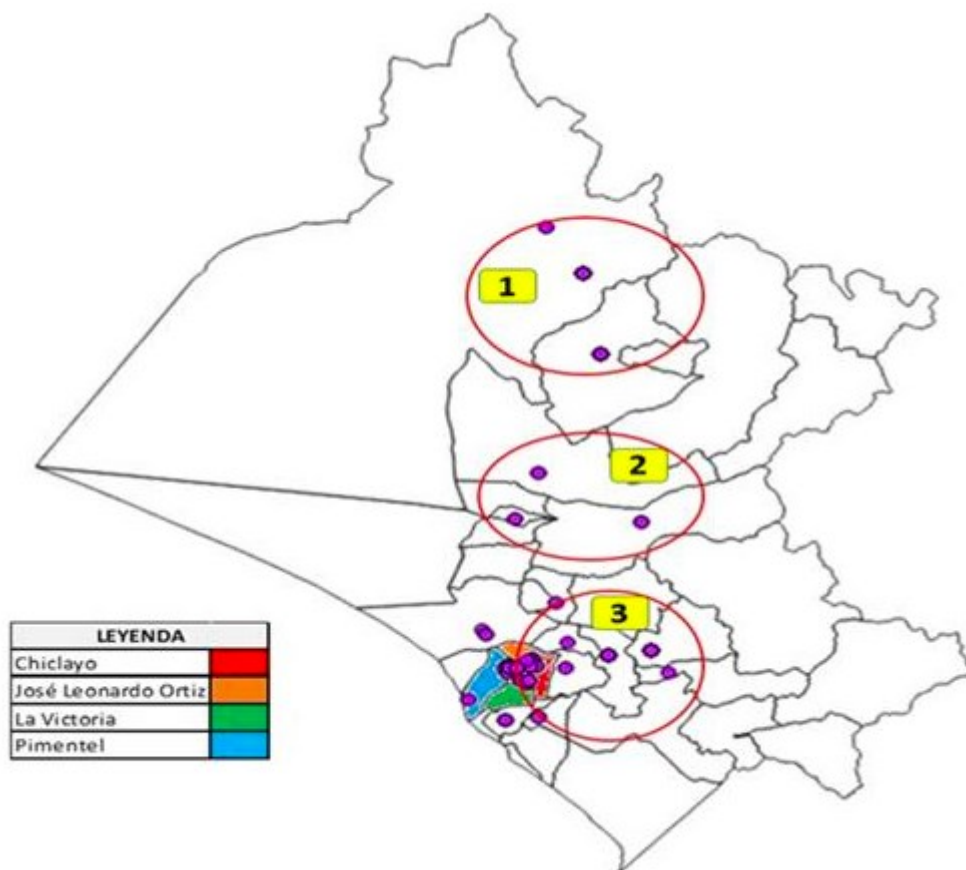 1
2
3
LEYENDA
Chiclayo
José Leonardo Ortiz
La Victoria
Pimentel